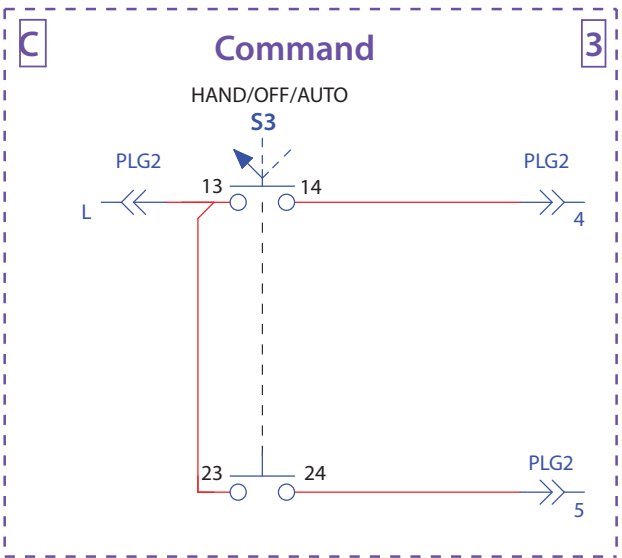 C
Command
3
HAND/OFF/AUTO
S3
PLG2
PLG2
13
14
L
4
23
24
PLG2
5